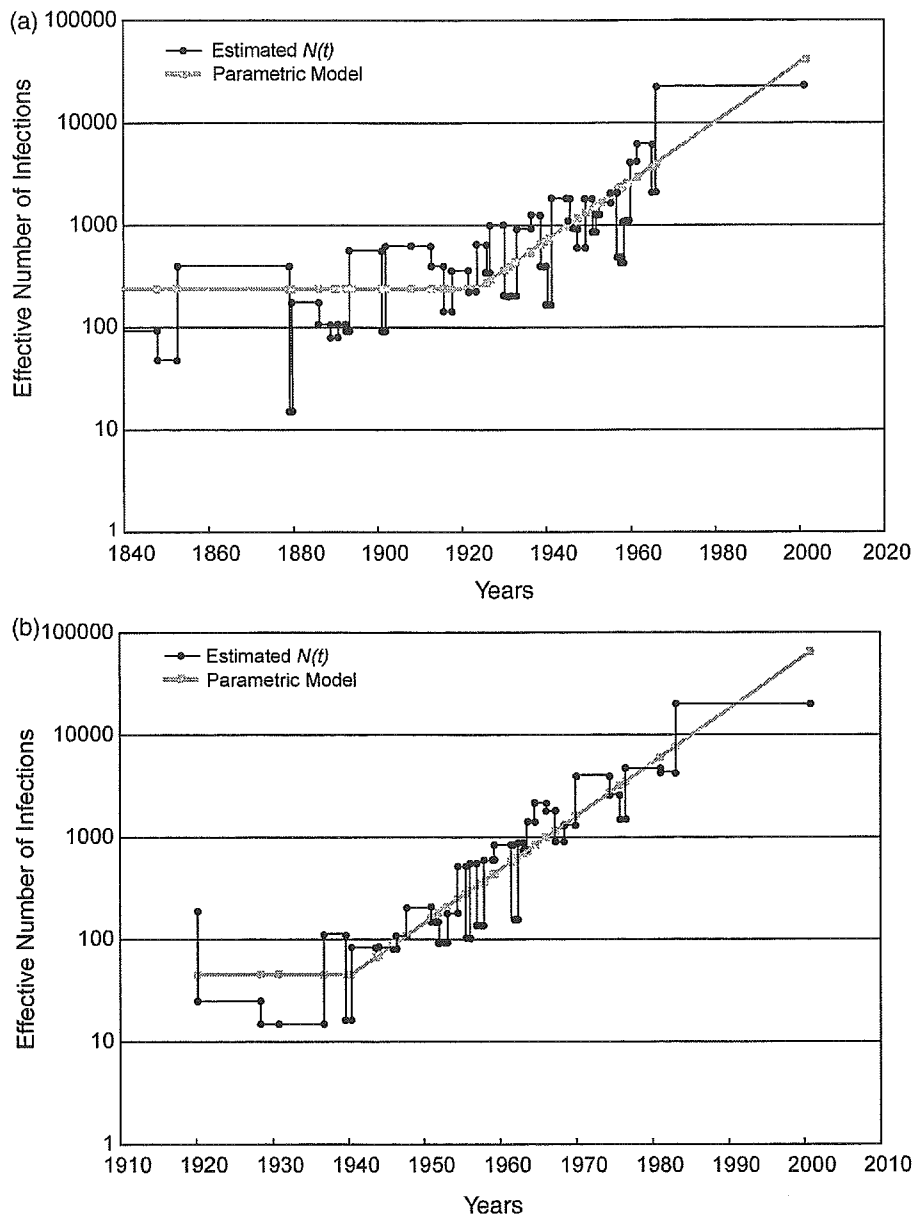 (a)
Effective Number of Infections
100000
10000
1000
100
10
1
Estimated N(t)
Parametric Model
1840 1860 1880 1900 1920 1940 1960 1980 2000 2020
Years
(b)
Effective Number of Infections
100000
10000
1000
100
10
1
Estimated N(t)
Parametric Model
1910 1920 1930 1940 1950 1960 1970 1980 1990 2000 2010
Years